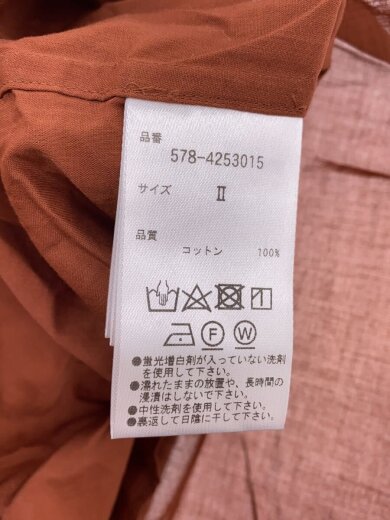 品番
578-4253015
サイズ
Ⅱ
品質
コットン 100%
F W
●蛍光増白剤が入っていない洗剤
を使用して下さい。
●濡れたままの放置や、長時間の
浸漬はしないで下さい。
●中性洗剤を使用して下さい。
●裏返して日陰に干して下さい。